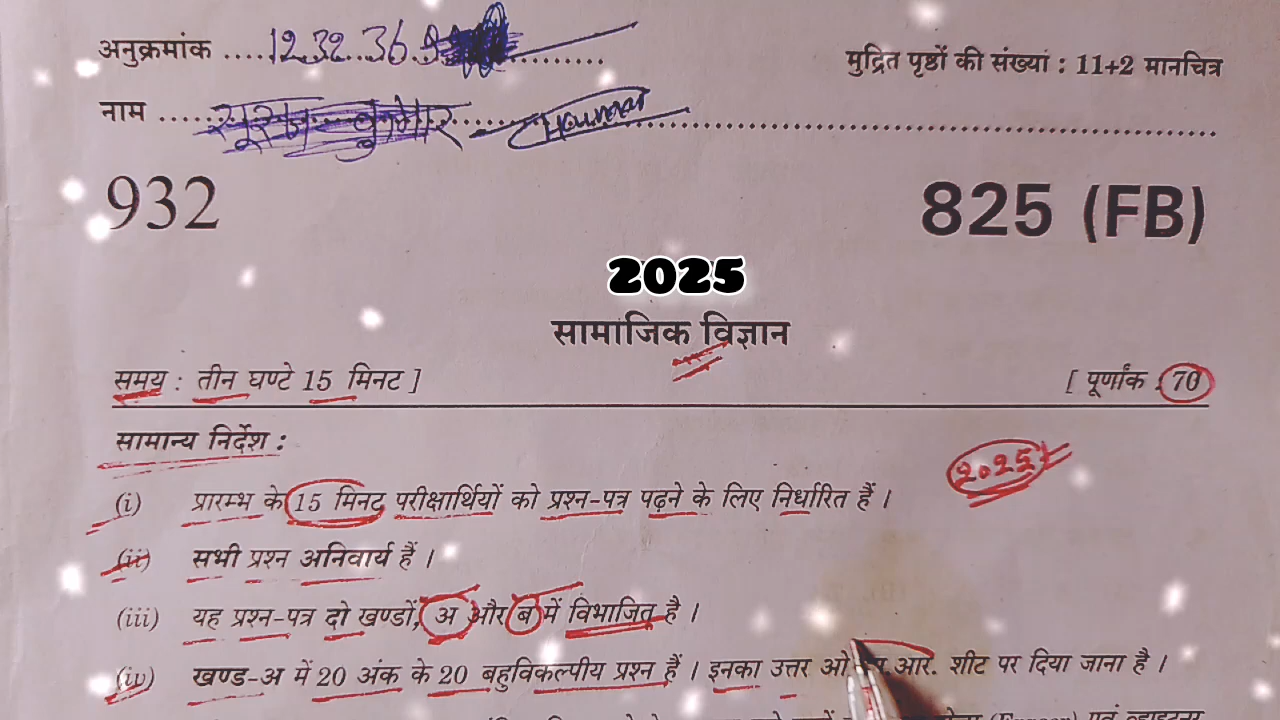 अनुक्रमांक ....12 32 36 9
मुद्रित पृष्ठों की संख्या : 11+2 मानचित्र
नाम
932
825 (FB)
2025
सामाजिक विज्ञान
समय : तीन घण्टे 15 मिनट ]
[ पूर्णांक : 70
सामान्य निर्देश :
2025
(i) प्रारम्भ के 15 मिनट परीक्षार्थियों को प्रश्न-पत्र पढ़ने के लिए निर्धारित हैं ।
(ii) सभी प्रश्न अनिवार्य हैं ।
(iii) यह प्रश्न-पत्र दो खण्डों, अ और ब में विभाजित है ।
(iv) खण्ड-अ में 20 अंक के 20 बहुविकल्पीय प्रश्न हैं । इनका उत्तर ओ.एम.आर. शीट पर दिया जाना है ।